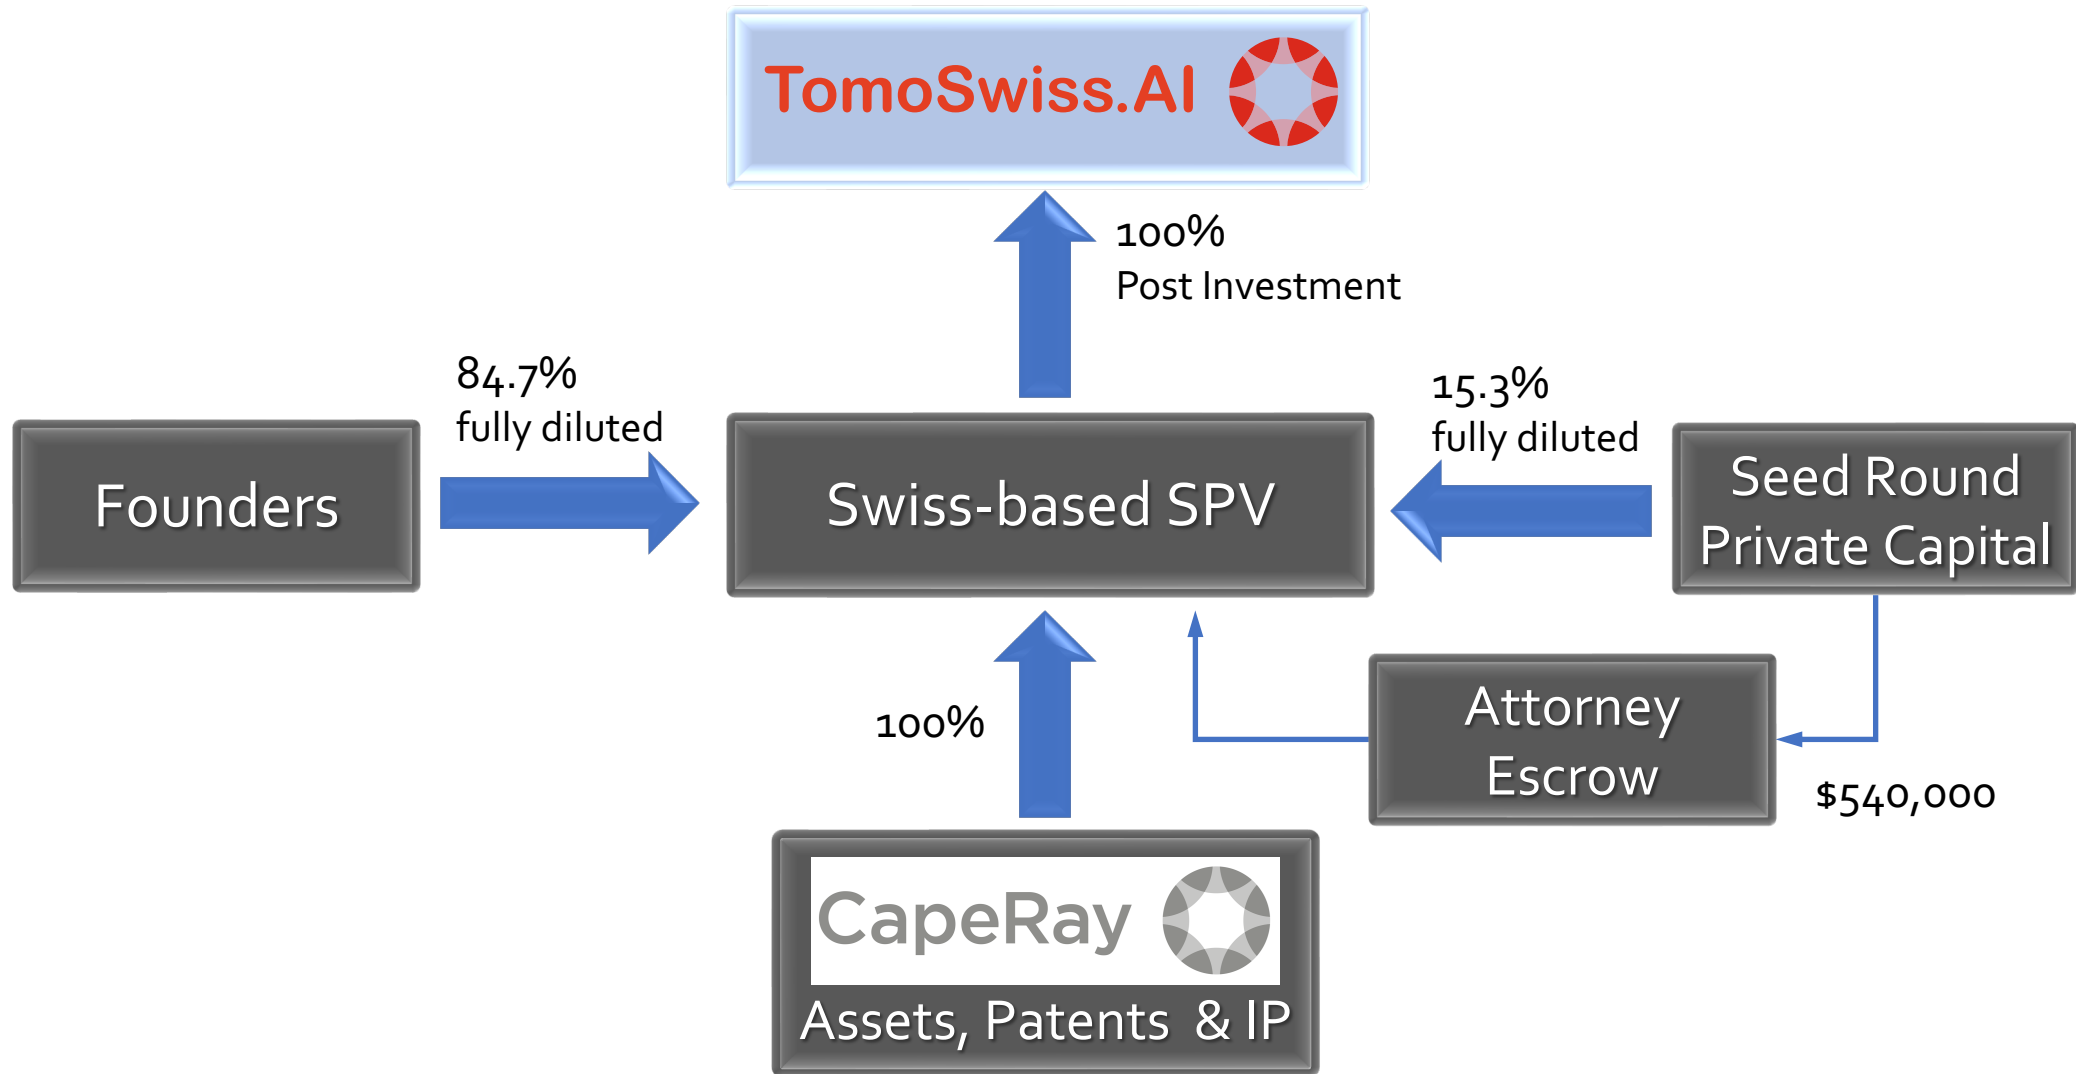 TomoSwiss.AI
100%
Post Investment
84.7%
fully diluted
15.3%
fully diluted
Founders
Swiss-based SPV
Seed Round
Private Capital
100%
Attorney
Escrow
$540,000
CapeRay
Assets, Patents & IP